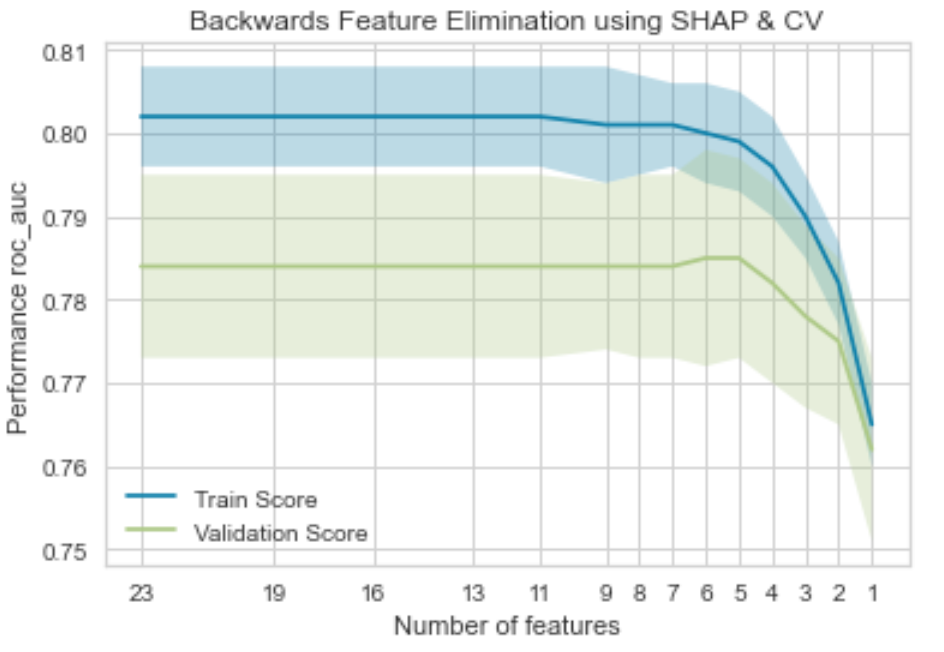 Backwards Feature Elimination using SHAP & CV
Performance roc_auc
0.81
0.80
0.79
0.78
0.77
0.76
0.75
Train Score
Validation Score
23 19 16 13 11 9 8 7 6 5 4 3 2 1
Number of features